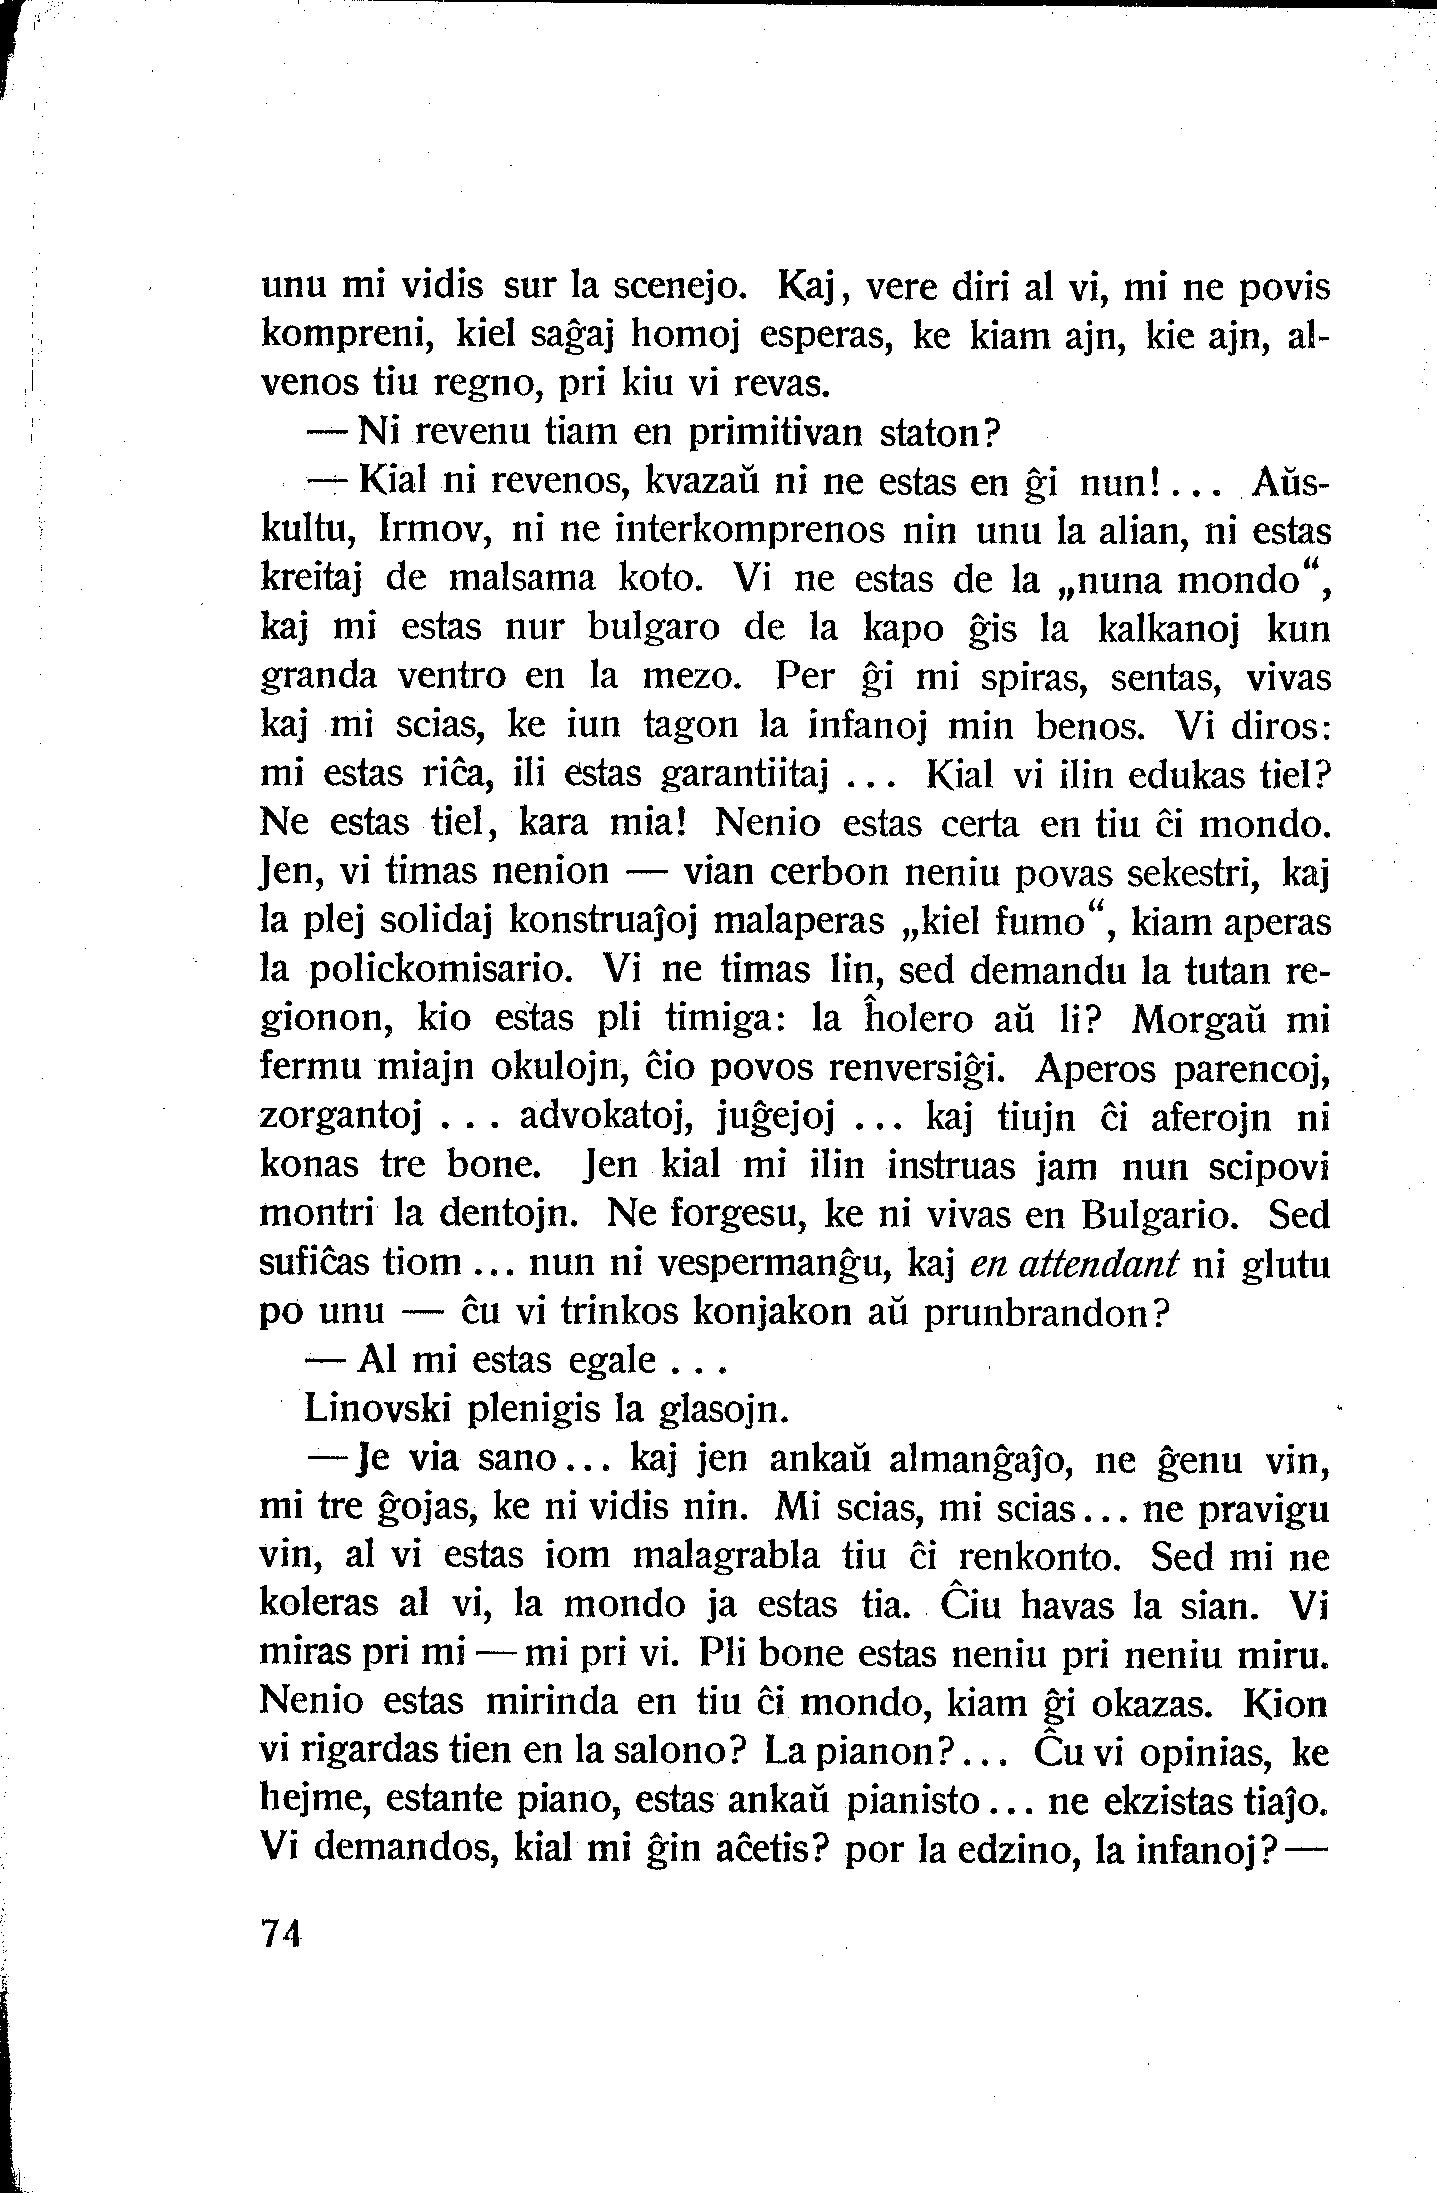 unu mi vidis sur la scenejo. Kaj, vere diri al vi, mi ne povis
kompreni, kiel saĝaj homoj esperas, ke kiam ajn, kie ajn, al-
venos tiu regno, pri kiu vi revas.
— Ni revenu tiam en primitivan staton?
— Kial ni revenos, kvazaŭ ni ne estas en ĝi nun!... Aŭs-
kultu, Irmov, ni ne interkomprenos nin unu la alian, ni estas
kreitaj de malsama koto. Vi ne estas de la „nuna mondo“,
kaj mi estas nur bulgaro de la kapo ĝis la kalkanoj kun
granda ventro en la mezo. Per ĝi mi spiras, sentas, vivas
kaj mi scias, ke iun tagon la infanoj min benos. Vi diros:
mi estas riĉa, ili estas garantiitaj ... Kial vi ilin edukas tiel?
Ne estas tiel, kara mia! Nenio estas certa en tiu ĉi mondo.
Jen, vi timas nenion — vian cerbon neniu povas sekestri, kaj
la plej solidaj konstruaĵoj malaperas „kiel fumo“, kiam aperas
la polickomisario. Vi ne timas lin, sed demandu la tutan re-
gionon, kio estas pli timiga: la ĥolero aŭ li? Morgaŭ mi
fermu miajn okulojn, ĉio povos renversiĝi. Aperos parencoj,
zorgantoj ... advokatoj, juĝejoj ... kaj tiujn ĉi aferojn ni
konas tre bone. Jen kial mi ilin instruas jam nun scipovi
montri la dentojn. Ne forgesu, ke ni vivas en Bulgario. Sed
sufiĉas tiom ... nun ni vespermanĝu, kaj en attendant ni glutu
po unu — ĉu vi trinkos konjakon aŭ prunbrandon?
— Al mi estas egale ...
Linovski plenigis la glasojn.
— Je via sano... kaj jen ankaŭ almanĝaĵo, ne ĝenu vin,
mi tre ĝojas, ke ni vidis nin. Mi scias, mi scias... ne pravigu
vin, al vi estas iom malagrabla tiu ĉi renkonto. Sed mi ne
koleras al vi, la mondo ja estas tia. Ĉiu havas la sian. Vi
miras pri mi — mi pri vi. Pli bone estas neniu pri neniu miru.
Nenio estas mirinda en tiu ĉi mondo, kiam ĝi okazas. Kion
vi rigardas tien en la salono? La pianon?... Ĉu vi opinias, ke
hejme, estante piano, estas ankaŭ pianisto... ne ekzistas tiaĵo.
Vi demandos, kial mi ĝin aĉetis? por la edzino, la infanoj? —
74